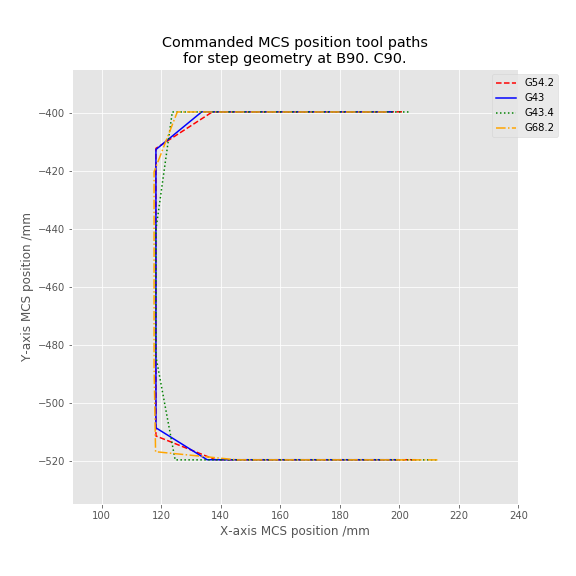 Commanded MCS position tool paths
for step geometry at B90. C90.
G54.2
G43
G43.4
G68.2
−400
−420
−440
−460
−480
−500
−520
Y-axis MCS position /mm
100 120 140 160 180 200 220 240
X-axis MCS position /mm